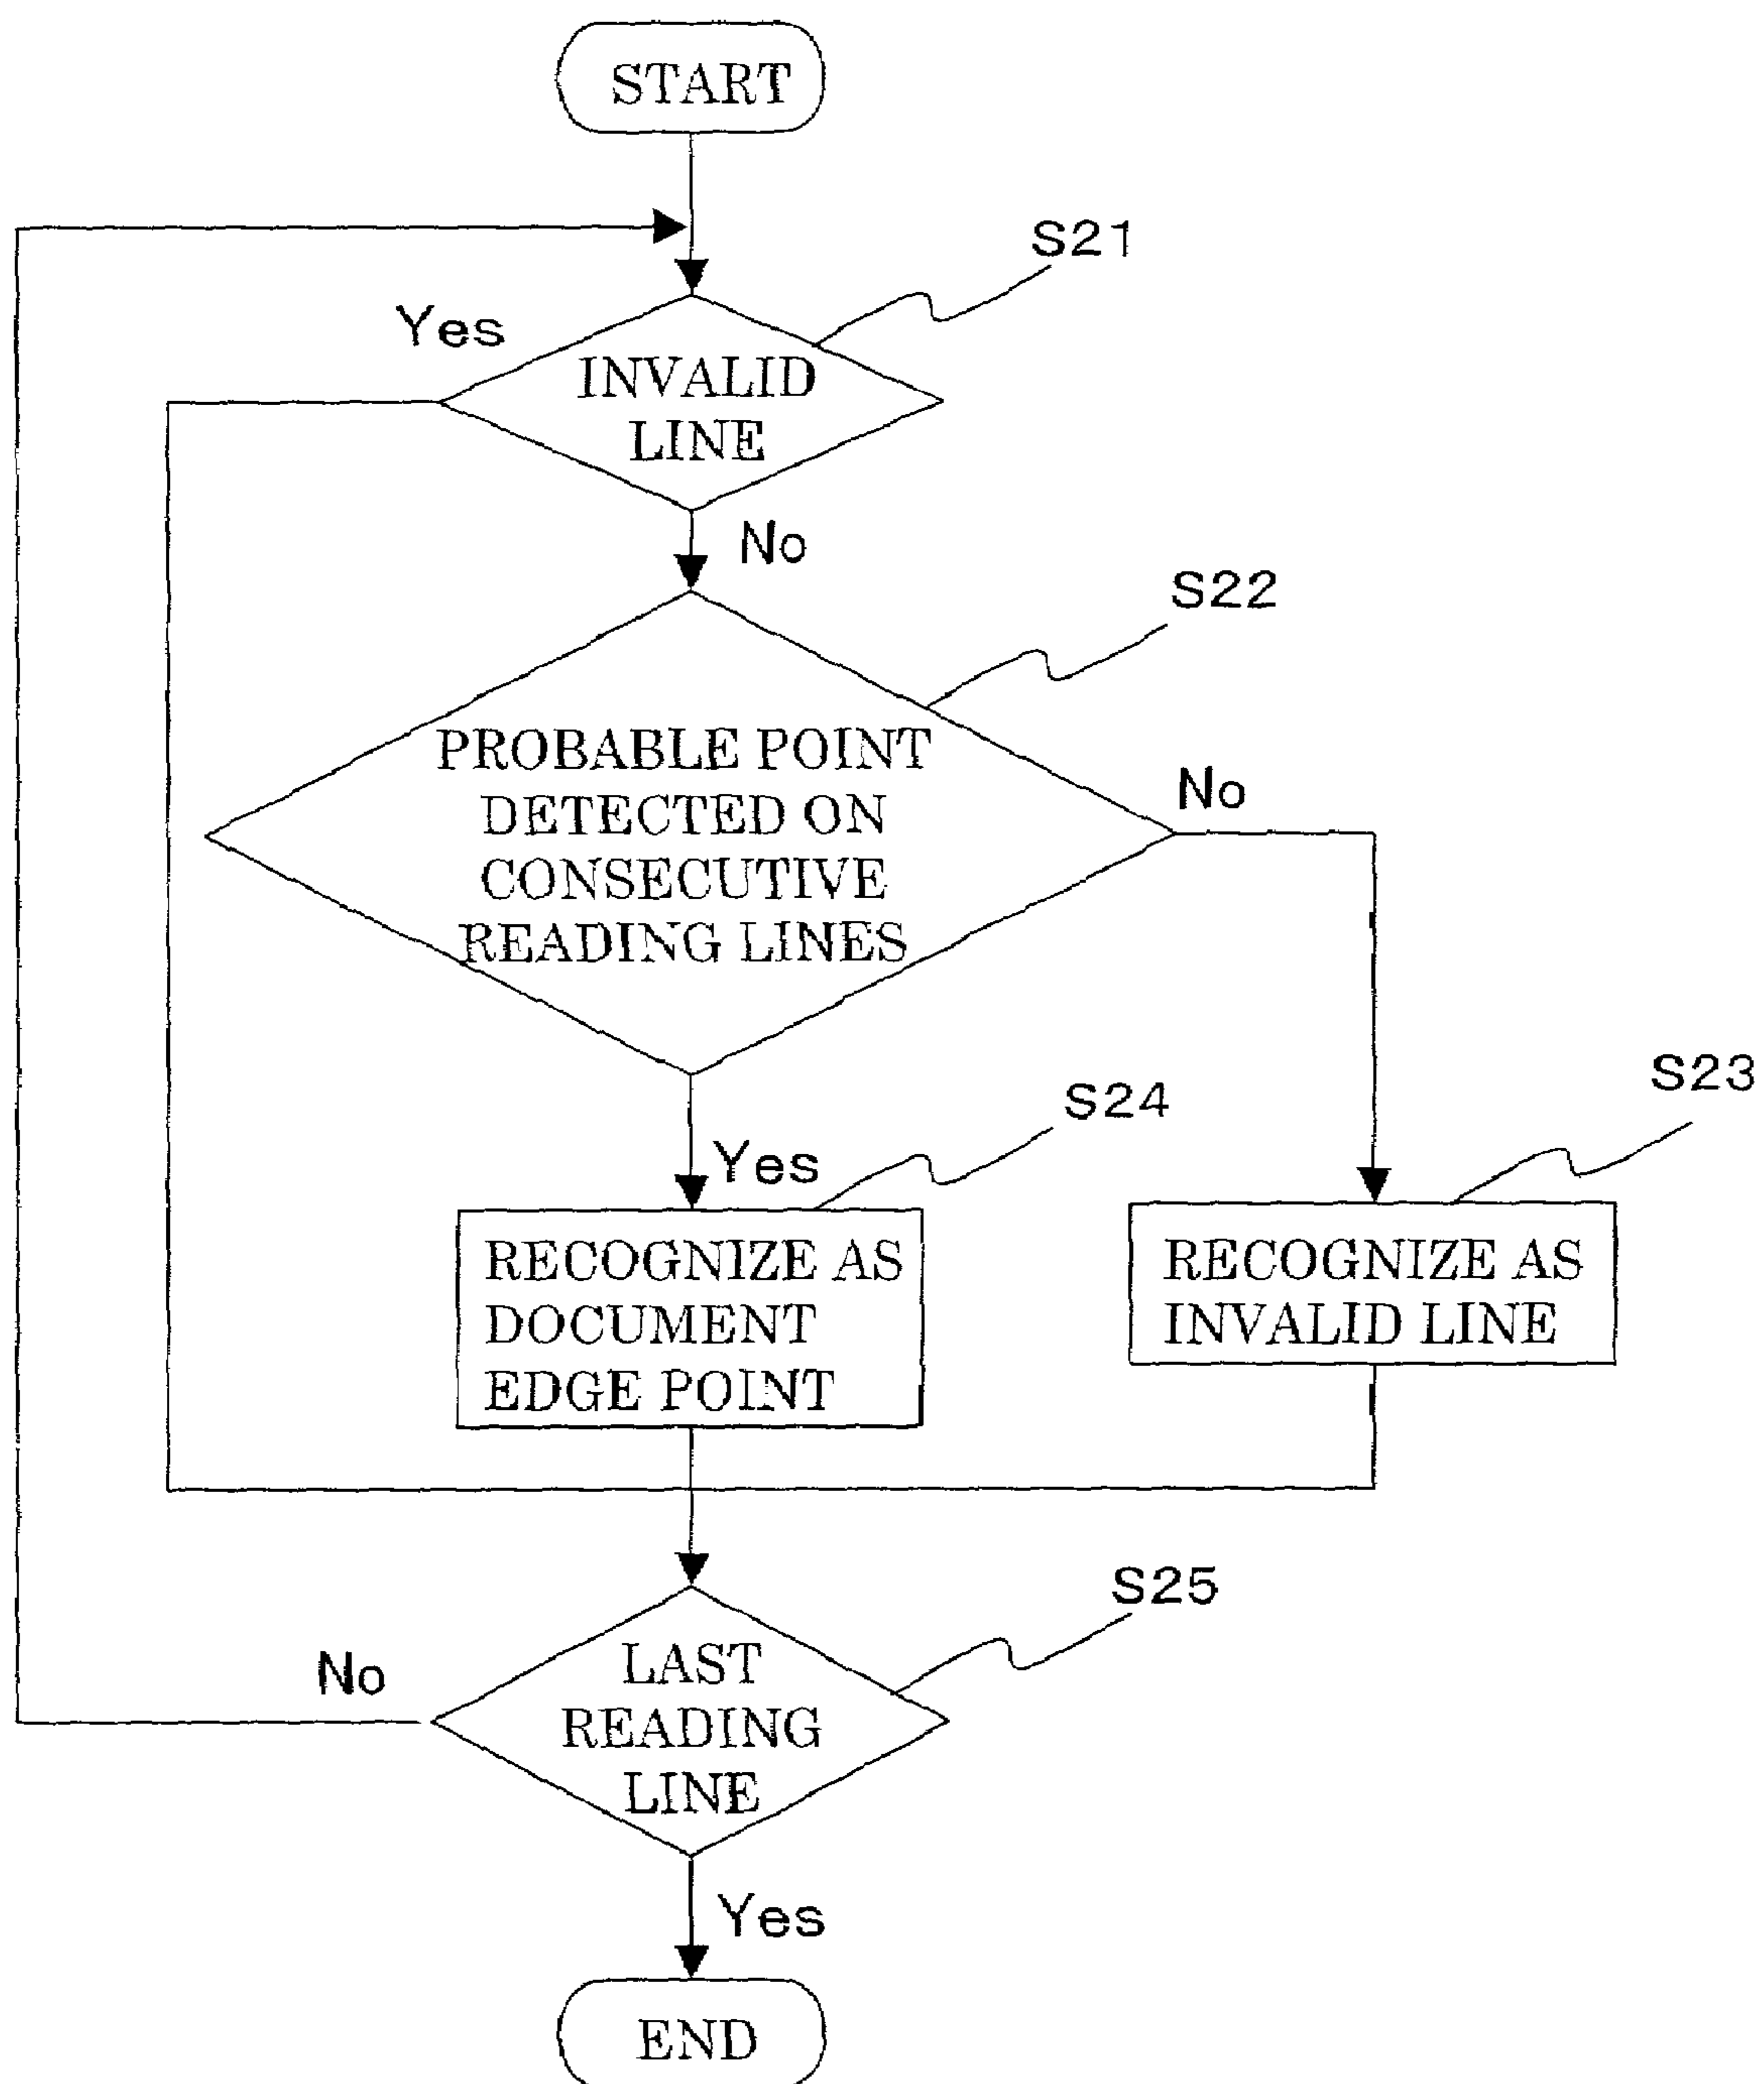 START
S21
Yes
INVALID
LINE
No
S22
PROBABLE POINT
DETECTED ON
CONSECUTIVE
READING LINES
No
S23
S24
Yes
RECOGNIZE AS
DOCUMENT
EDGE POINT
RECOGNIZE AS
INVALID LINE
S25
No
LAST
READING
LINE
Yes
END